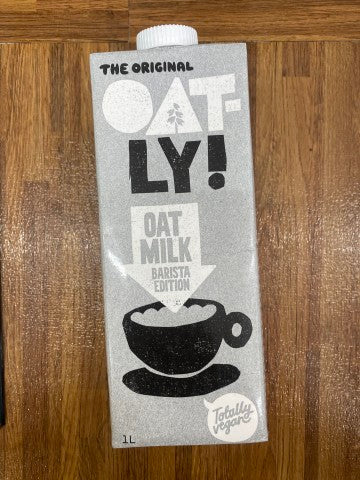 THE ORIGINAL
OAT-
LY!
OAT
MILK
BARISTA
EDITION
Totally
vegan
1L